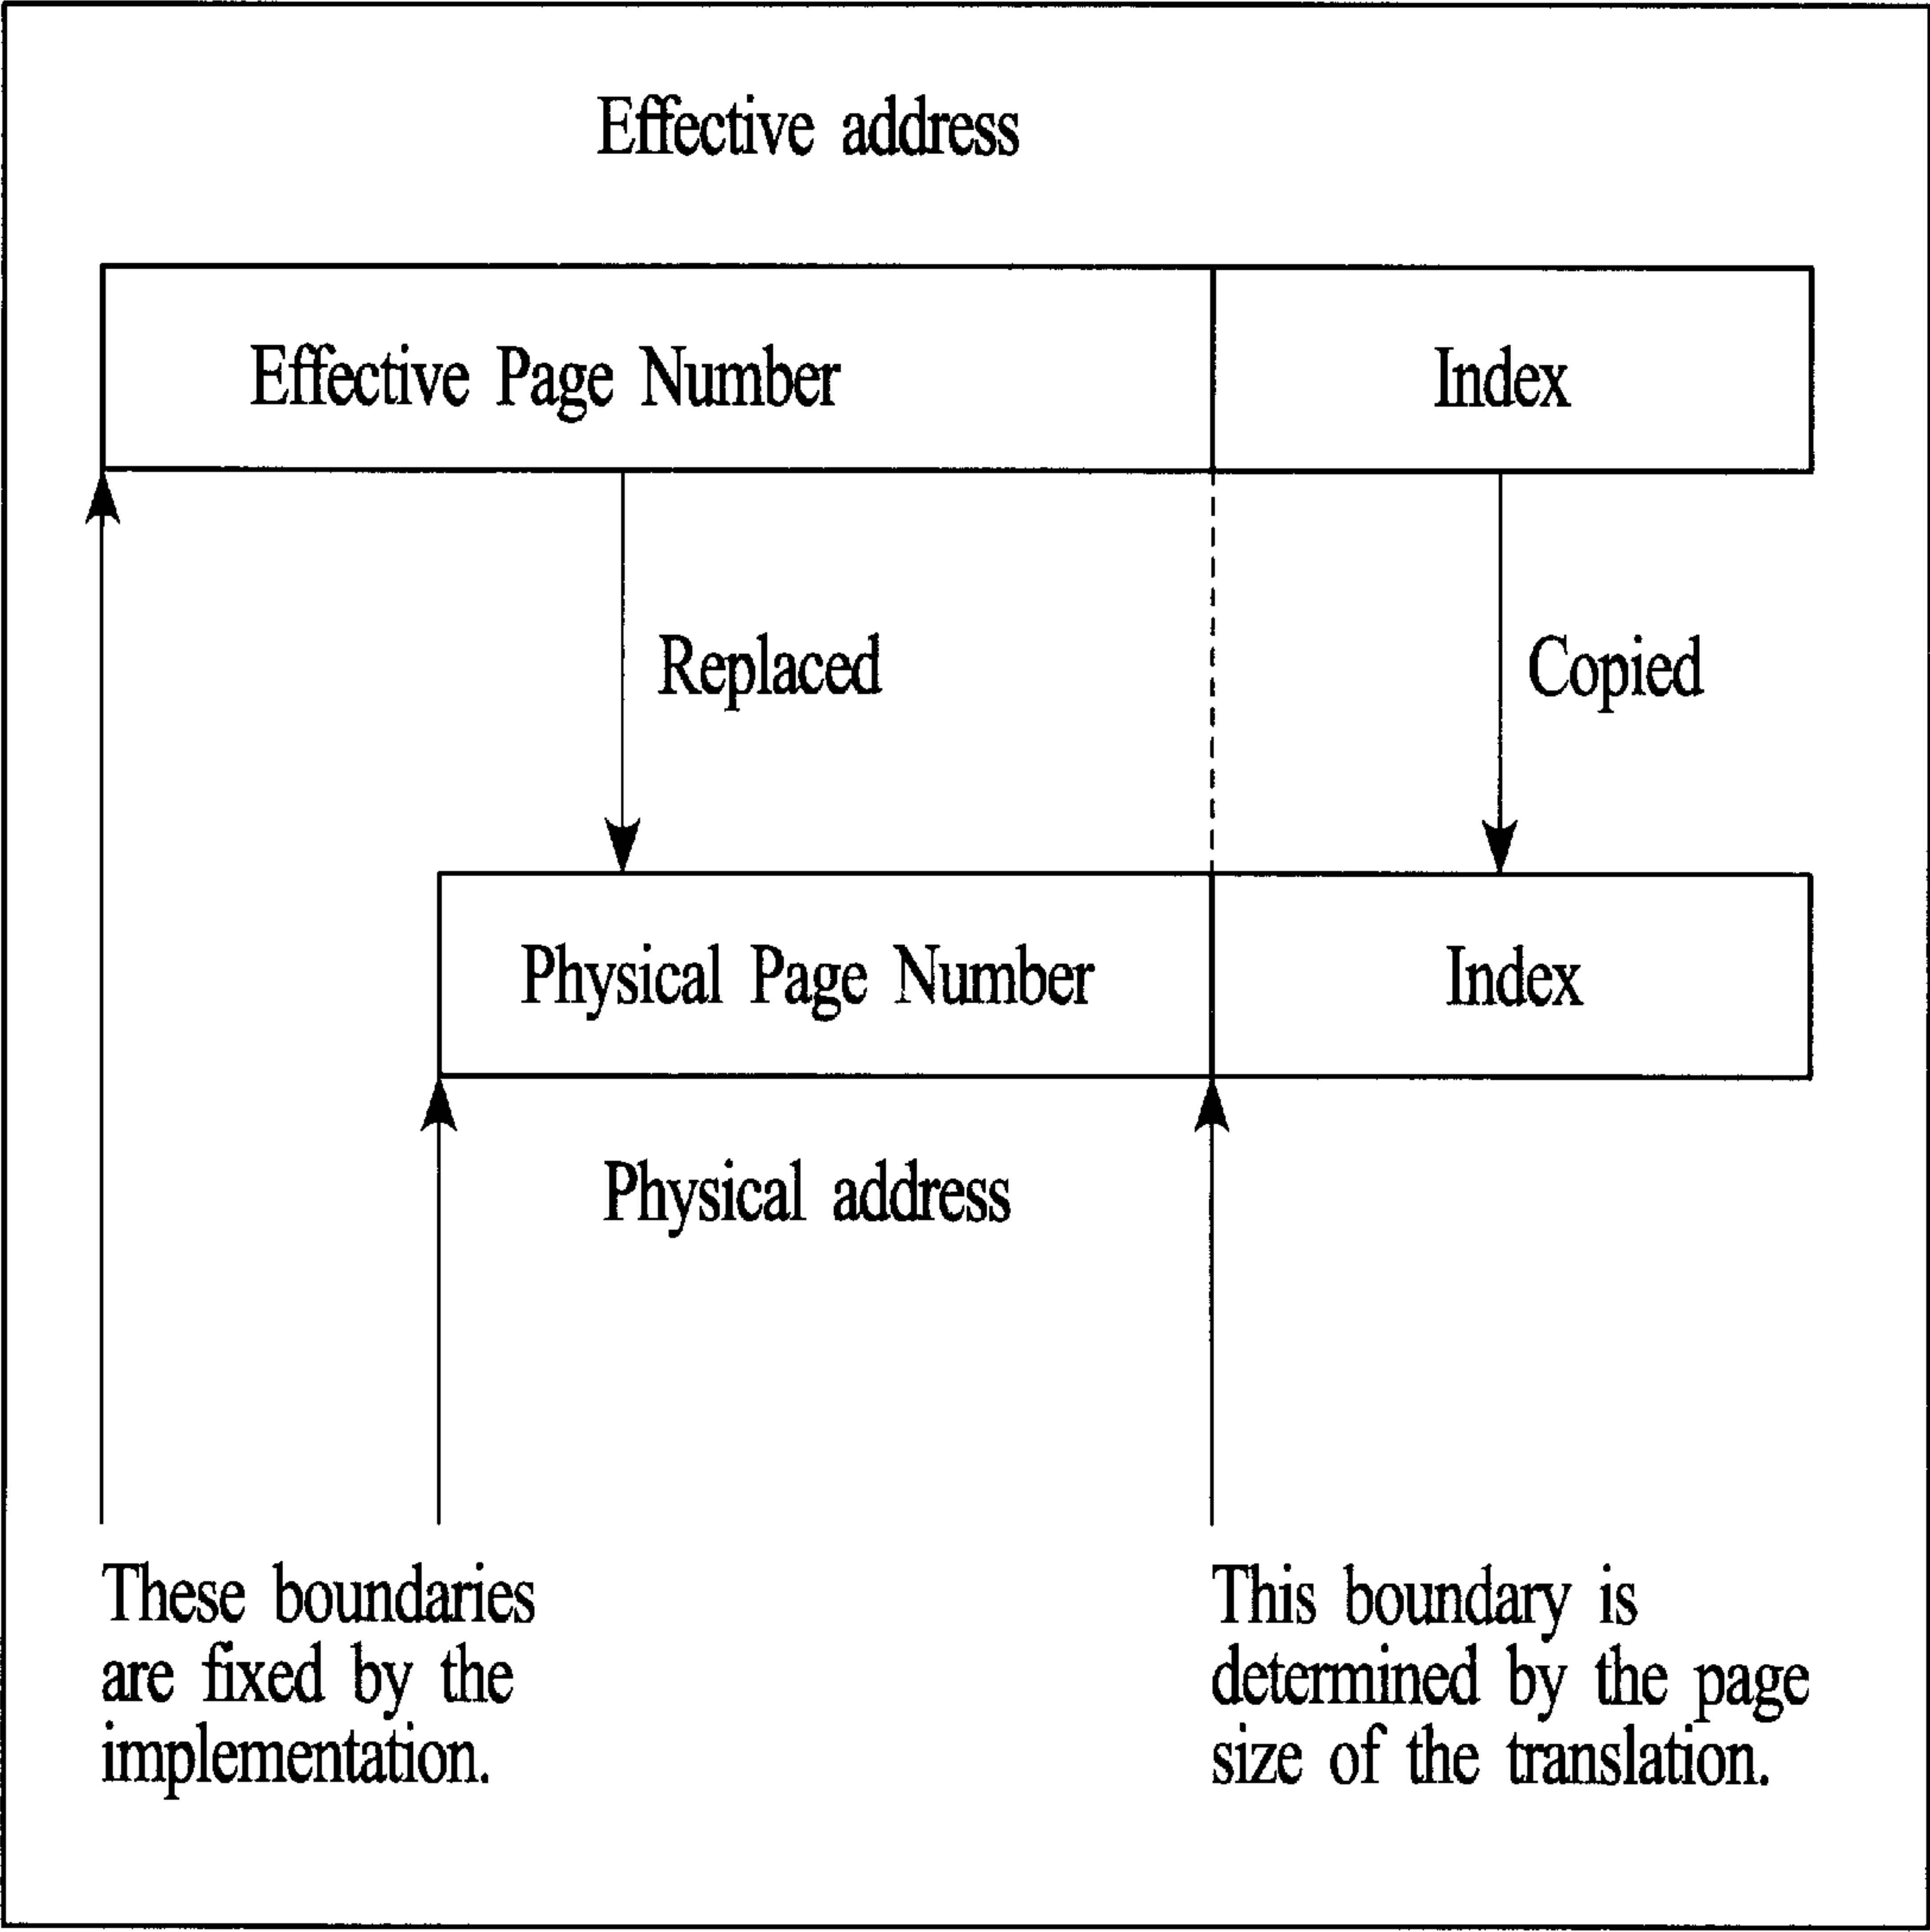 Effective address
Effective Page Number
Index
Replaced
Copied
Physical Page Number
Index
Physical address
These boundaries
are fixed by the
implementation.
This boundary is
determined by the page
size of the translation.